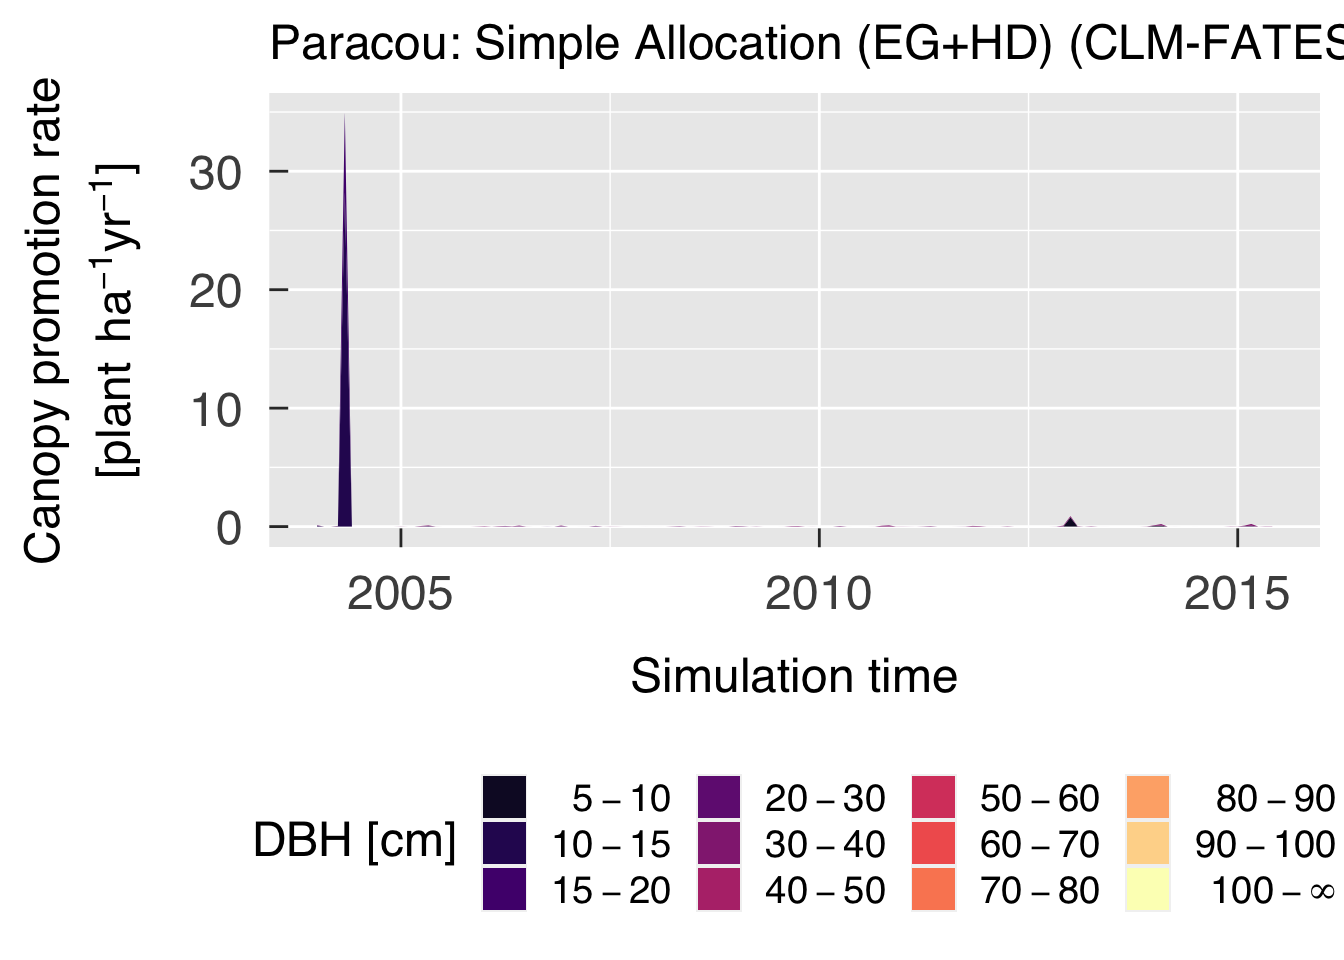 Paracou: Simple Allocation (EG+HD) (CLM-FATES
Canopy promotion rate
[plant ha⁻¹yr⁻¹]
30
20
10
0
2005 2010 2015
Simulation time
DBH [cm]
5 – 10 20 – 30 50 – 60 80 – 90
10 – 15 30 – 40 60 – 70 90 – 100
15 – 20 40 – 50 70 – 80 100 – ∞